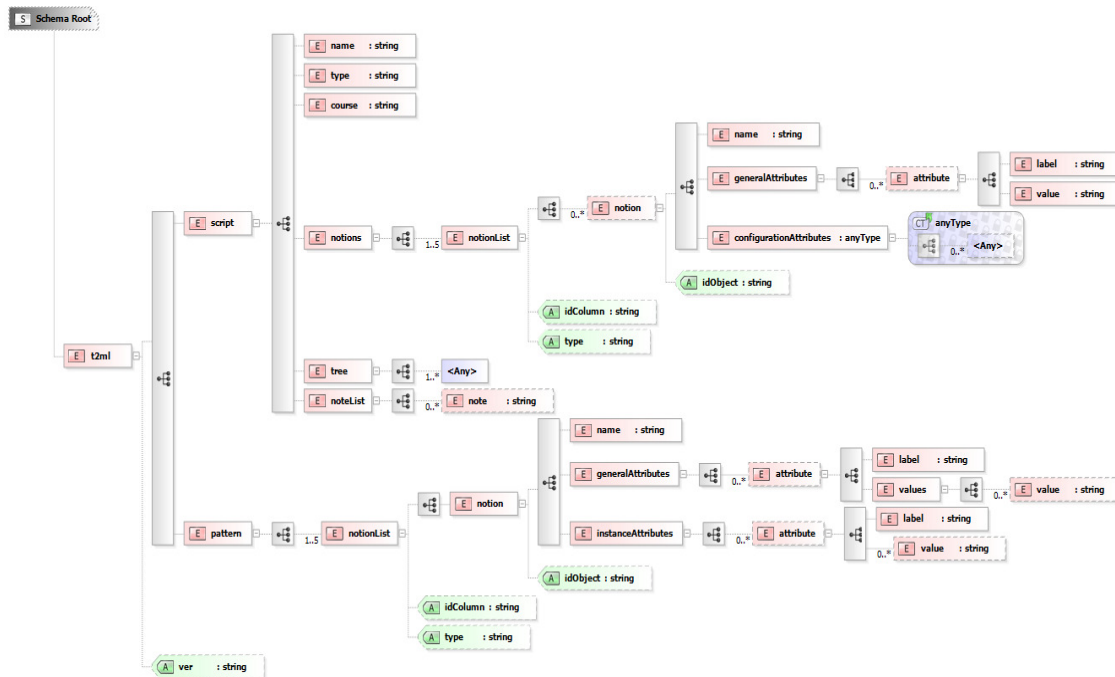 S Schema Root
E name : string
E type : string
E course : string
E name : string
E label : string
E generalAttributes
0..*
E attribute
E value : string
E script
E notions
1..5
E notionList
0..*
E notion
E configurationAttributes : anyType
CT anyType
0..* <Any>
A idObject : string
A idColumn : string
A type : string
E t2ml
E tree
1..*
<Any>
E noteList
0..*
E note : string
E name : string
E label : string
E generalAttributes
0..*
E attribute
E values
0..*
E value : string
E pattern
1..5
E notionList
E notion
E instanceAttributes
0..*
E attribute
E label : string
0..*
E value : string
A idObject : string
A idColumn : string
A type : string
A ver : string